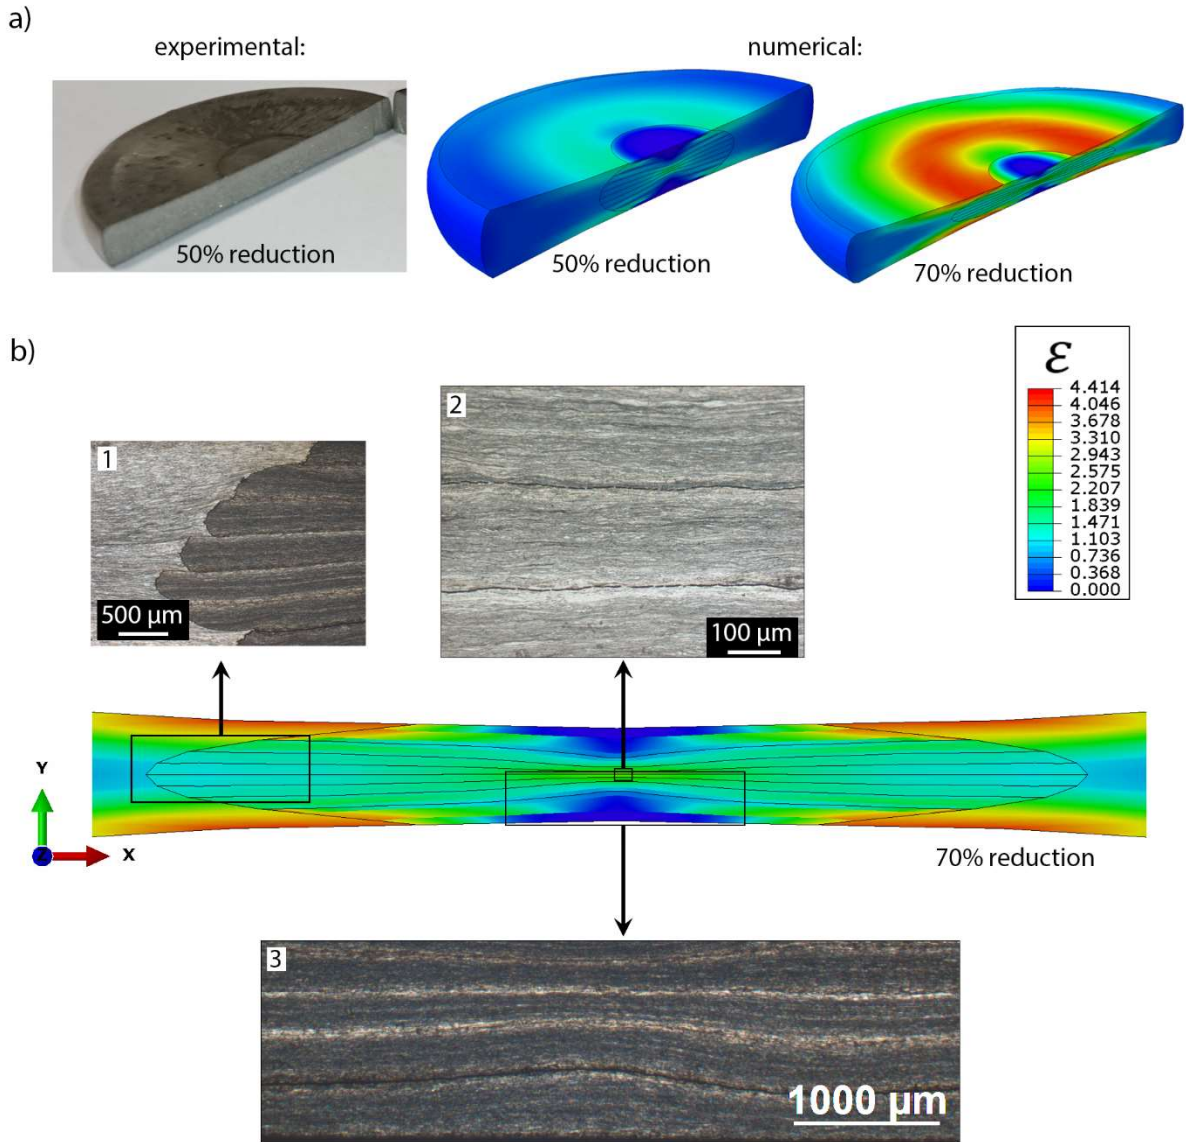 a)
experimental:
numerical:
50% reduction
50% reduction
70% reduction
b)
ε
4.414
4.046
3.678
3.310
2.943
2.575
2.207
1.839
1.471
1.103
0.736
0.368
0.000
1
500 µm
2
100 µm
Y
Z
X
70% reduction
3
1000 µm